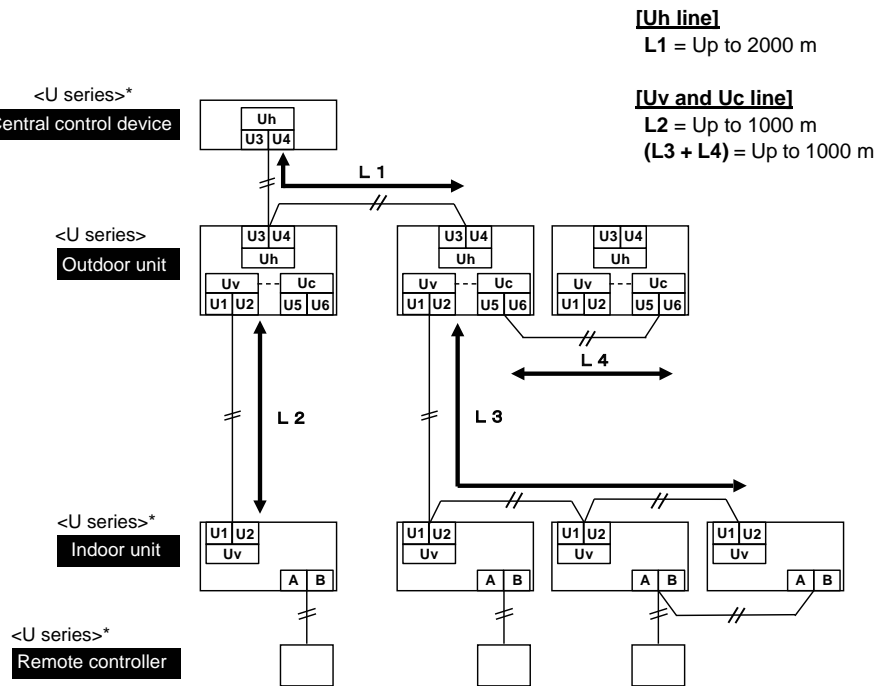 [Uh line]
L1 = Up to 2000 m
<U series>*
Central control device
[Uv and Uc line]
L2 = Up to 1000 m
(L3 + L4) = Up to 1000 m
Uh
U3 U4
L 1
<U series>
Outdoor unit
U3 U4 U3 U4 U3 U4
Uh Uh Uh
Uv Uc Uv Uc Uv Uc
U1 U2 U5 U6 U1 U2 U5 U6 U1 U2 U5 U6
L 4
L 2 L 3
<U series>*
Indoor unit
U1 U2 U1 U2 U1 U2 U1 U2
Uv Uv Uv Uv
A B A B A B A B
<U series>*
Remote controller